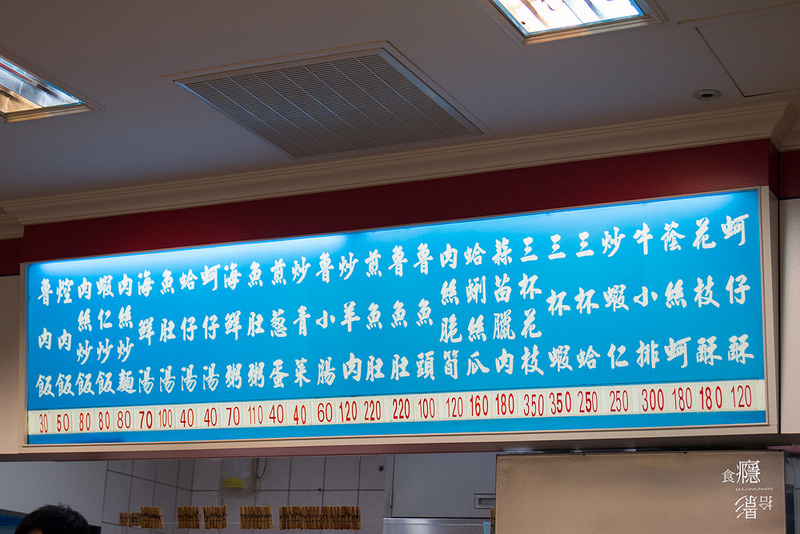 魯肉飯
焢肉飯
肉絲炒飯
蝦仁炒飯
肉絲炒麵
海鮮湯
魚肚湯
蛤仔湯
蚵仔湯
海鮮粥
魚肚粥
煎蔥蛋
炒青菜
魯小腸
炒羊肉
煎魚肚
魯魚肚
魯魚頭
肉絲脆筍
蛤蜊絲瓜
蒜苗臘肉
三杯花枝
三杯蝦
三杯蛤
炒蝦仁
牛小排
蔭絲蚵
花枝酥
蚵仔酥
30 50 80 80 80 70 100 40 40 70 110 40 40 60 120 220 220 100 120 160 180 350 350 250 250 300 180 180 120
食癮